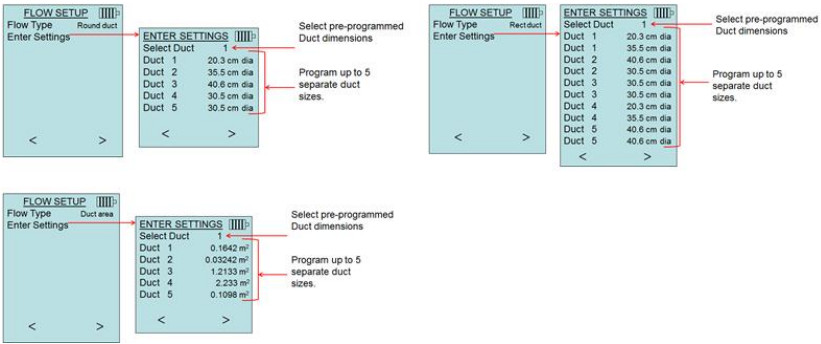 FLOW SETUP
Flow Type Round duct
Enter Settings
ENTER SETTINGS
Select Duct 1
Duct 1 20.3 cm dia
Duct 2 35.5 cm dia
Duct 3 40.6 cm dia
Duct 4 30.5 cm dia
Duct 5 30.5 cm dia
< >
< >
Select pre-programmed
Duct dimensions
Program up to 5
separate duct
sizes.
FLOW SETUP
Flow Type Rect duct
Enter Settings
< >
ENTER SETTINGS
Select Duct 1
Duct 1 20.3 cm dia
Duct 1 35.5 cm dia
Duct 2 40.6 cm dia
Duct 2 30.5 cm dia
Duct 3 30.5 cm dia
Duct 3 30.5 cm dia
Duct 4 20.3 cm dia
Duct 4 35.5 cm dia
Duct 5 40.6 cm dia
Duct 5 40.6 cm dia
< >
Select pre-programmed
Duct dimensions
Program up to 5
separate duct
sizes.
FLOW SETUP
Flow Type Duct area
Enter Settings
< >
ENTER SETTINGS
Select Duct 1
Duct 1 0.1642 m²
Duct 2 0.03242 m²
Duct 3 1.2133 m²
Duct 4 2.233 m²
Duct 5 0.1098 m²
< >
Select pre-programmed
Duct dimensions
Program up to 5
separate duct
sizes.